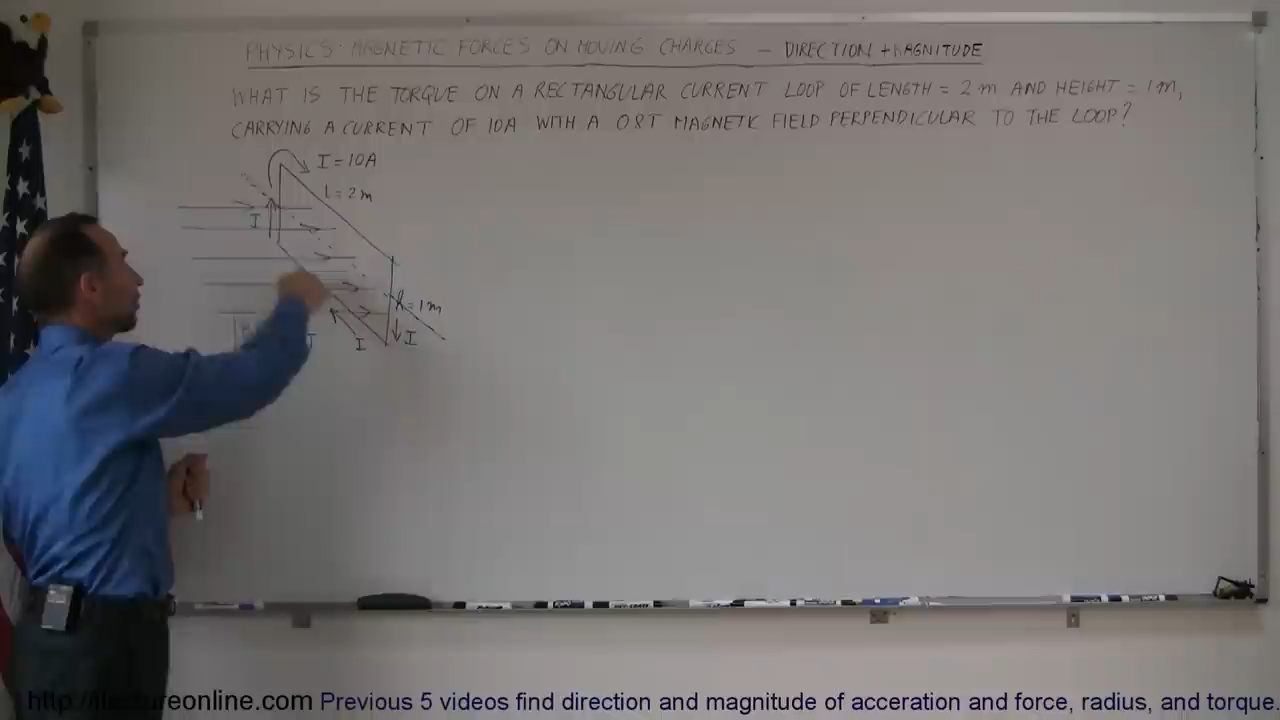 PHYSICS: MAGNETIC FORCES ON MOVING CHARGES – DIRECTION + MAGNITUDE
WHAT IS THE TORQUE ON A RECTANGULAR CURRENT LOOP OF LENGTH = 2 m AND HEIGHT = 1 m,
CARRYING A CURRENT OF 10A WITH A 0.8T MAGNETIC FIELD PERPENDICULAR TO THE LOOP?
I = 10A
l = 2 m
I
h = 1 m
I
I
http://ilectureonline.com Previous 5 videos find direction and magnitude of acceration and force, radius, and torque.